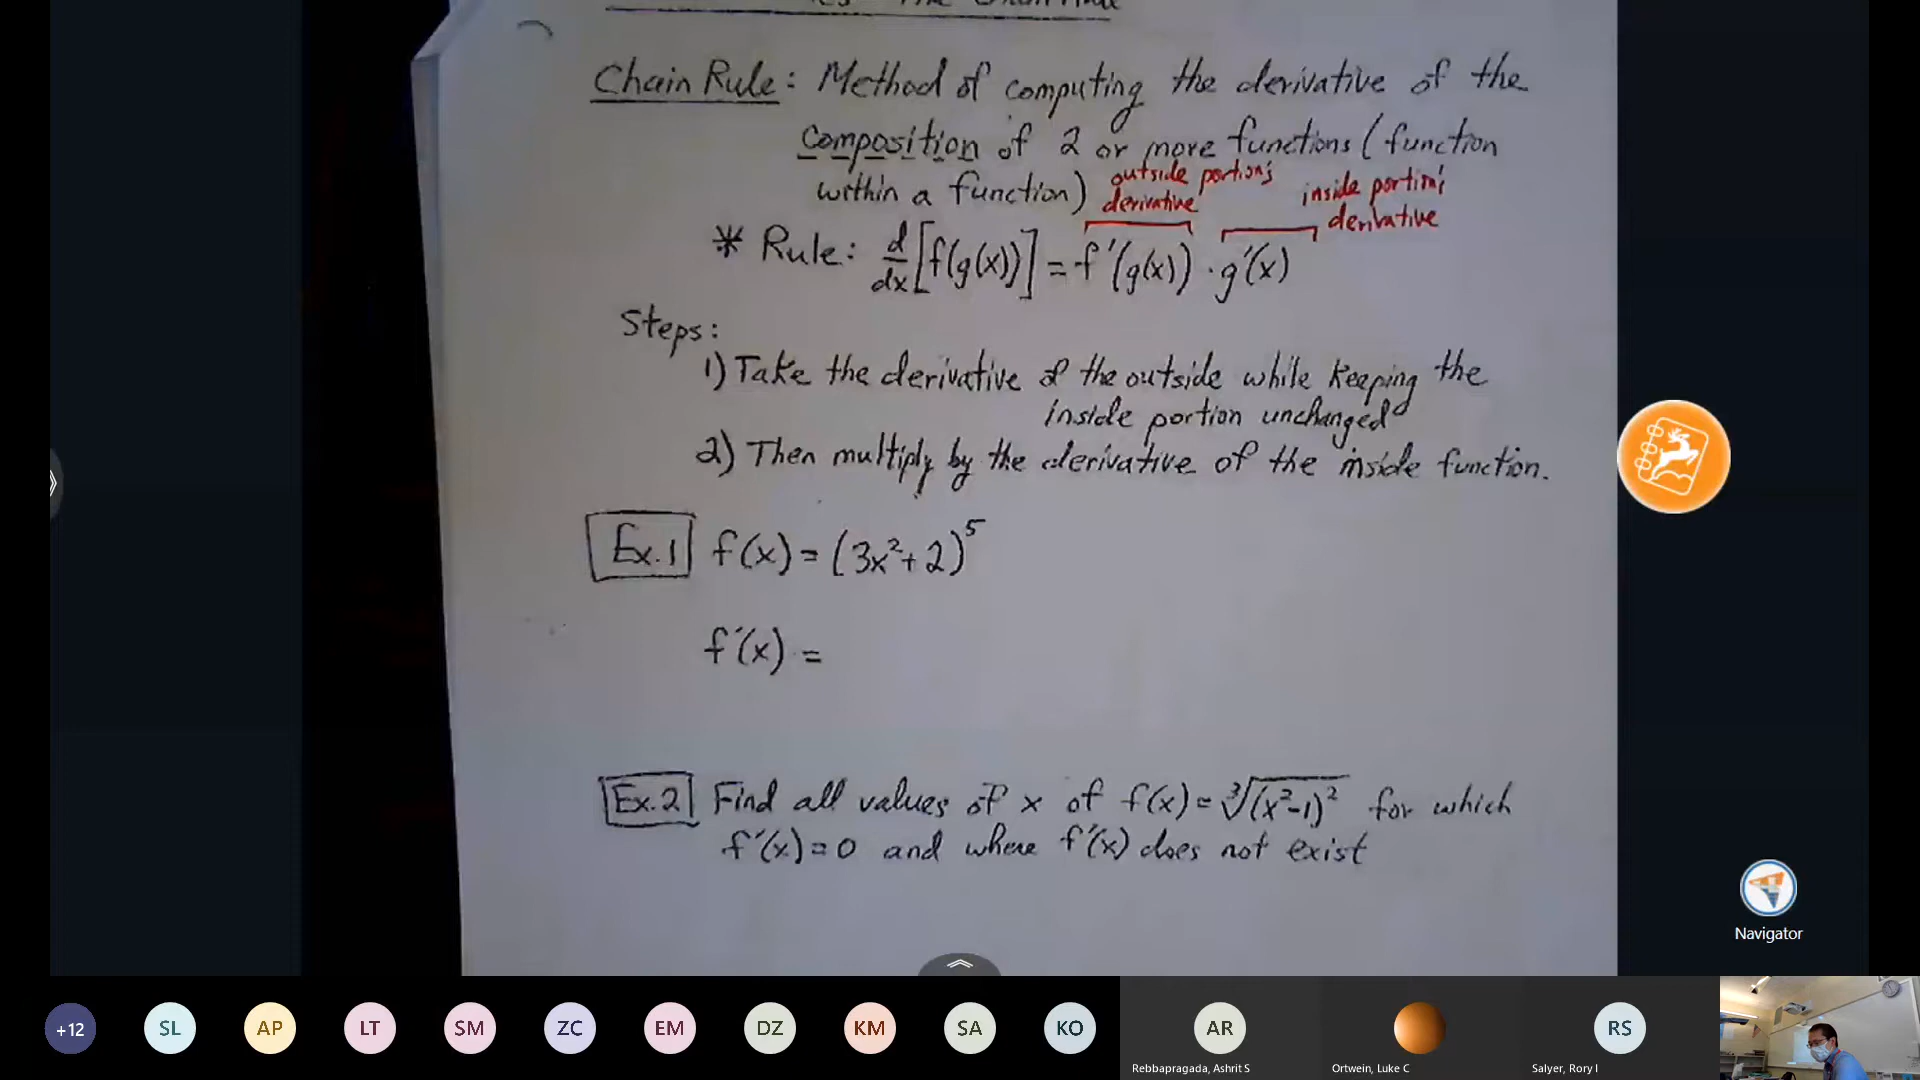 Chain Rule: Method of computing the derivative of the
composition of 2 or more functions (function
within a function)
outside portion's
derivative
inside portion's
derivative
* Rule: d/dx [f(g(x))] = f'(g(x)) · g'(x)
Steps:
1) Take the derivative of the outside while keeping the
inside portion unchanged
2) Then multiply by the derivative of the inside function.
Ex.1 f(x) = (3x²+2)⁵
f'(x) =
Ex.2 Find all values of x of f(x) = ∛(x²-1)² for which
f'(x)=0 and where f'(x) does not exist
Navigator
+12
SL
AP
LT
SM
ZC
EM
DZ
KM
SA
KO
AR
RS
Rebbapragada, Ashrit S
Ortwein, Luke C
Salyer, Rory I